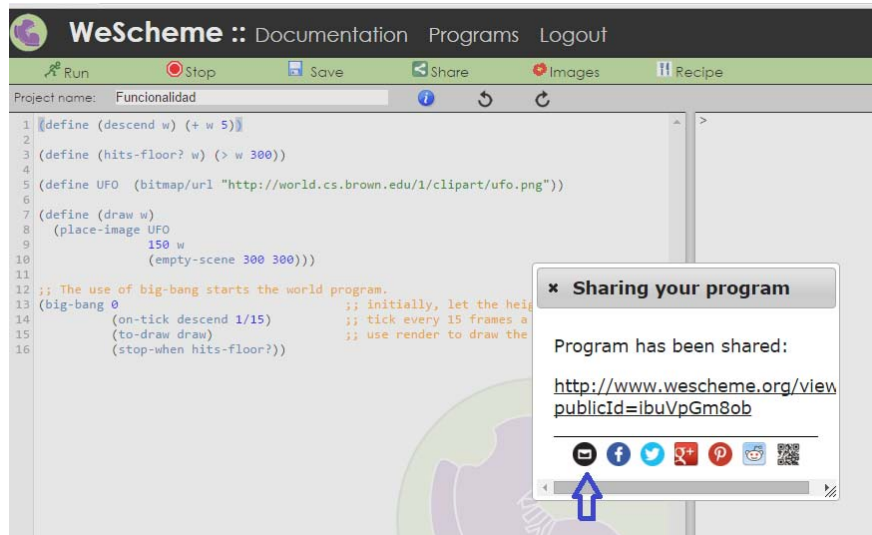 WeScheme :: Documentation Programs Logout
Run Stop Save Share Images Recipe
Project name: Funcionalidad
1 (define (descend w) (+ w 5))
2
3 (define (hits-floor? w) (> w 300))
4
5 (define UFO (bitmap/url "http://world.cs.brown.edu/1/clipart/ufo.png"))
6
7 (define (draw w)
8 (place-image UFO
9 150 w
10 (empty-scene 300 300)))
11
12 ;; The use of big-bang starts the world program.
13 (big-bang 0 ;; initially, let the heig
14 (on-tick descend 1/15) ;; tick every 15 frames a
15 (to-draw draw) ;; use render to draw the
16 (stop-when hits-floor?))
>
× Sharing your program
Program has been shared:
http://www.wescheme.org/view
publicId=ibuVpGm8ob